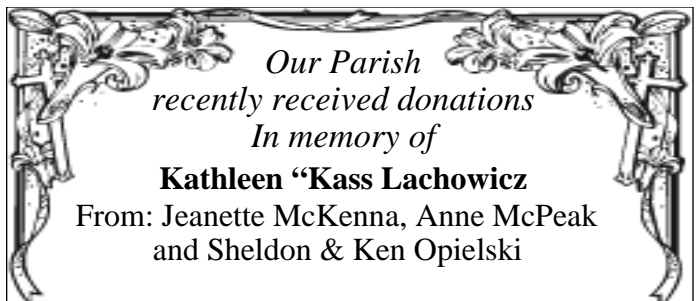 Our Parish
recently received donations
In memory of
Kathleen “Kass Lachowicz
From: Jeanette McKenna, Anne McPeak
and Sheldon & Ken Opielski